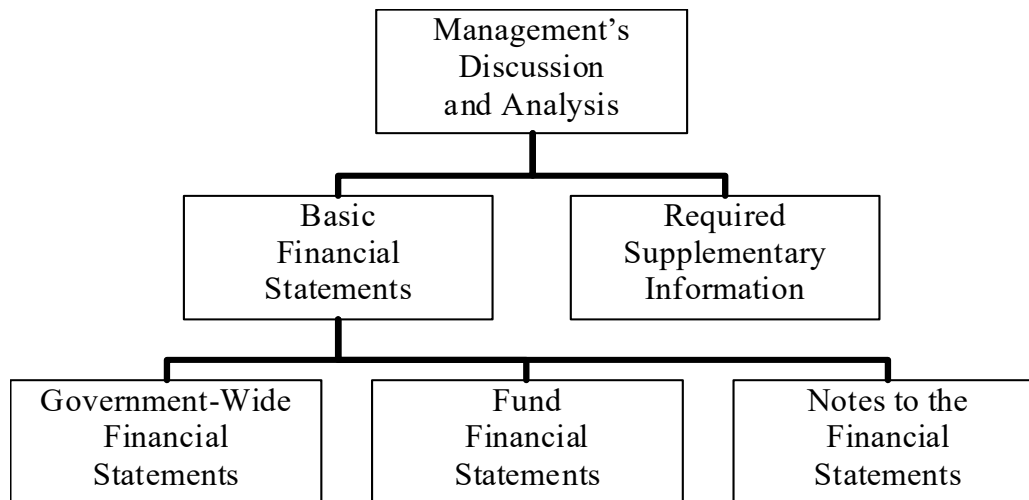 Management’s
Discussion
and Analysis
Basic
Financial
Statements
Required
Supplementary
Information
Government-Wide
Financial
Statements
Fund
Financial
Statements
Notes to the
Financial
Statements